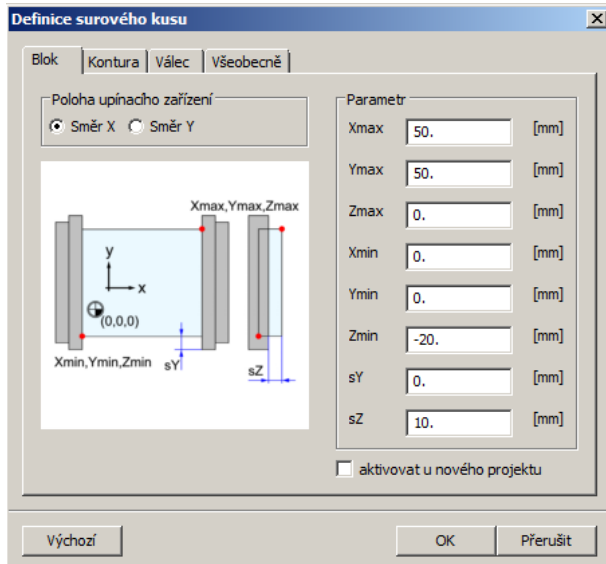 Definice surového kusu
Blok Kontura Válec Všeobecně
Poloha upínacího zařízení
Směr X Směr Y
Xmax,Ymax,Zmax
y
x
(0,0,0)
Xmin,Ymin,Zmin
sY
sZ
Parametr
Xmax 50. [mm]
Ymax 50. [mm]
Zmax 0. [mm]
Xmin 0. [mm]
Ymin 0. [mm]
Zmin -20. [mm]
sY 0. [mm]
sZ 10. [mm]
aktivovat u nového projektu
Výchozí OK Přerušit